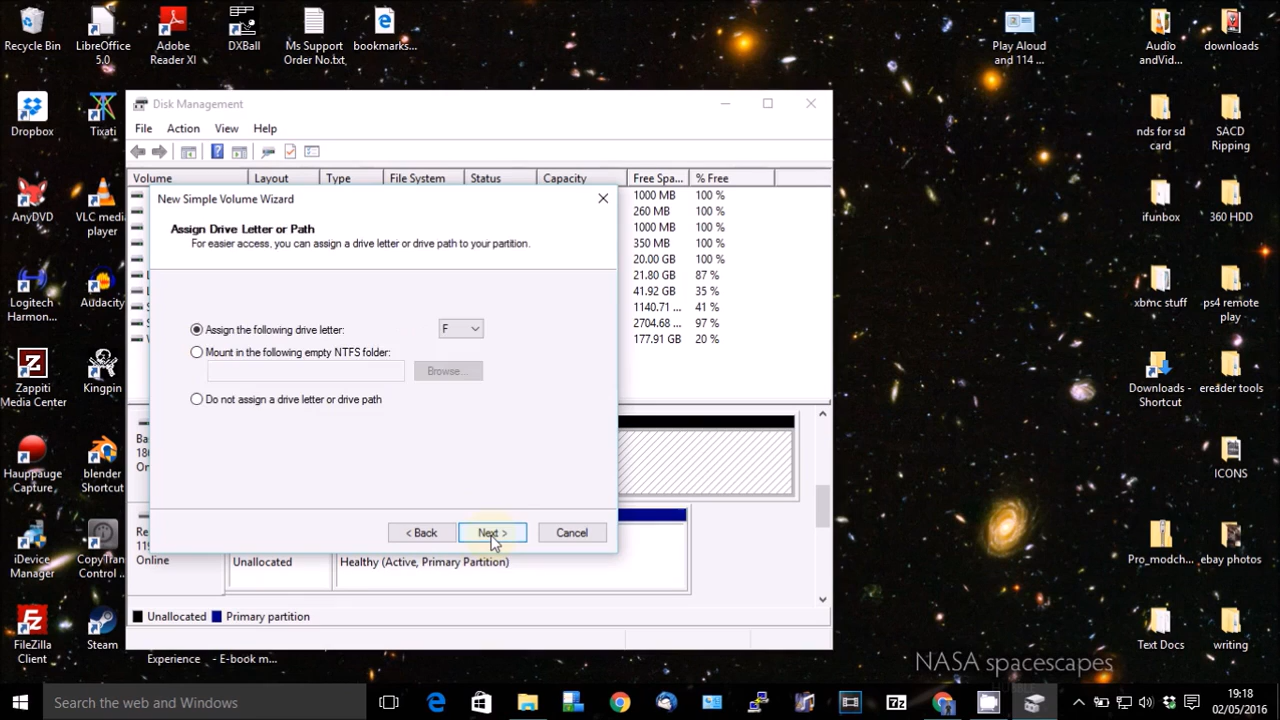 Recycle Bin
LibreOffice
5.0
Adobe
Reader XI
DXBall
Ms Support
Order No.txt
bookmarks...
Play Aloud
and 114 ...
Audio
andVid...
downloads
Dropbox
Tixati
nds for sd
card
SACD
Ripping
AnyDVD
VLC media
player
ifunbox
360 HDD
Logitech
Harmon...
Audacity
xbmc stuff
ps4 remote
play
Zappiti
Media Center
Kingpin
Downloads -
Shortcut
ereader tools
Hauppauge
Capture
blender
Shortcut
ICONS
iDevice
Manager
CopyTrans
Control ...
Pro_modch...
ebay photos
FileZilla
Client
Steam
Experience
E-book m...
Text Docs
writing
Disk Management
File Action View Help
Volume Layout Type File System Status Capacity Free Spa... % Free
1000 MB 100 %
260 MB 100 %
1000 MB 100 %
350 MB 100 %
20.00 GB 100 %
21.80 GB 87 %
41.92 GB 35 %
1140.71 ... 41 %
2704.68 ... 97 %
177.91 GB 20 %
New Simple Volume Wizard
Assign Drive Letter or Path
For easier access, you can assign a drive letter or drive path to your partition.
Assign the following drive letter: F
Mount in the following empty NTFS folder:
Browse...
Do not assign a drive letter or drive path
< Back Next > Cancel
Online
Unallocated
Healthy (Active, Primary Partition)
Unallocated Primary partition
NASA spacescapes
Search the web and Windows
19:18
02/05/2016